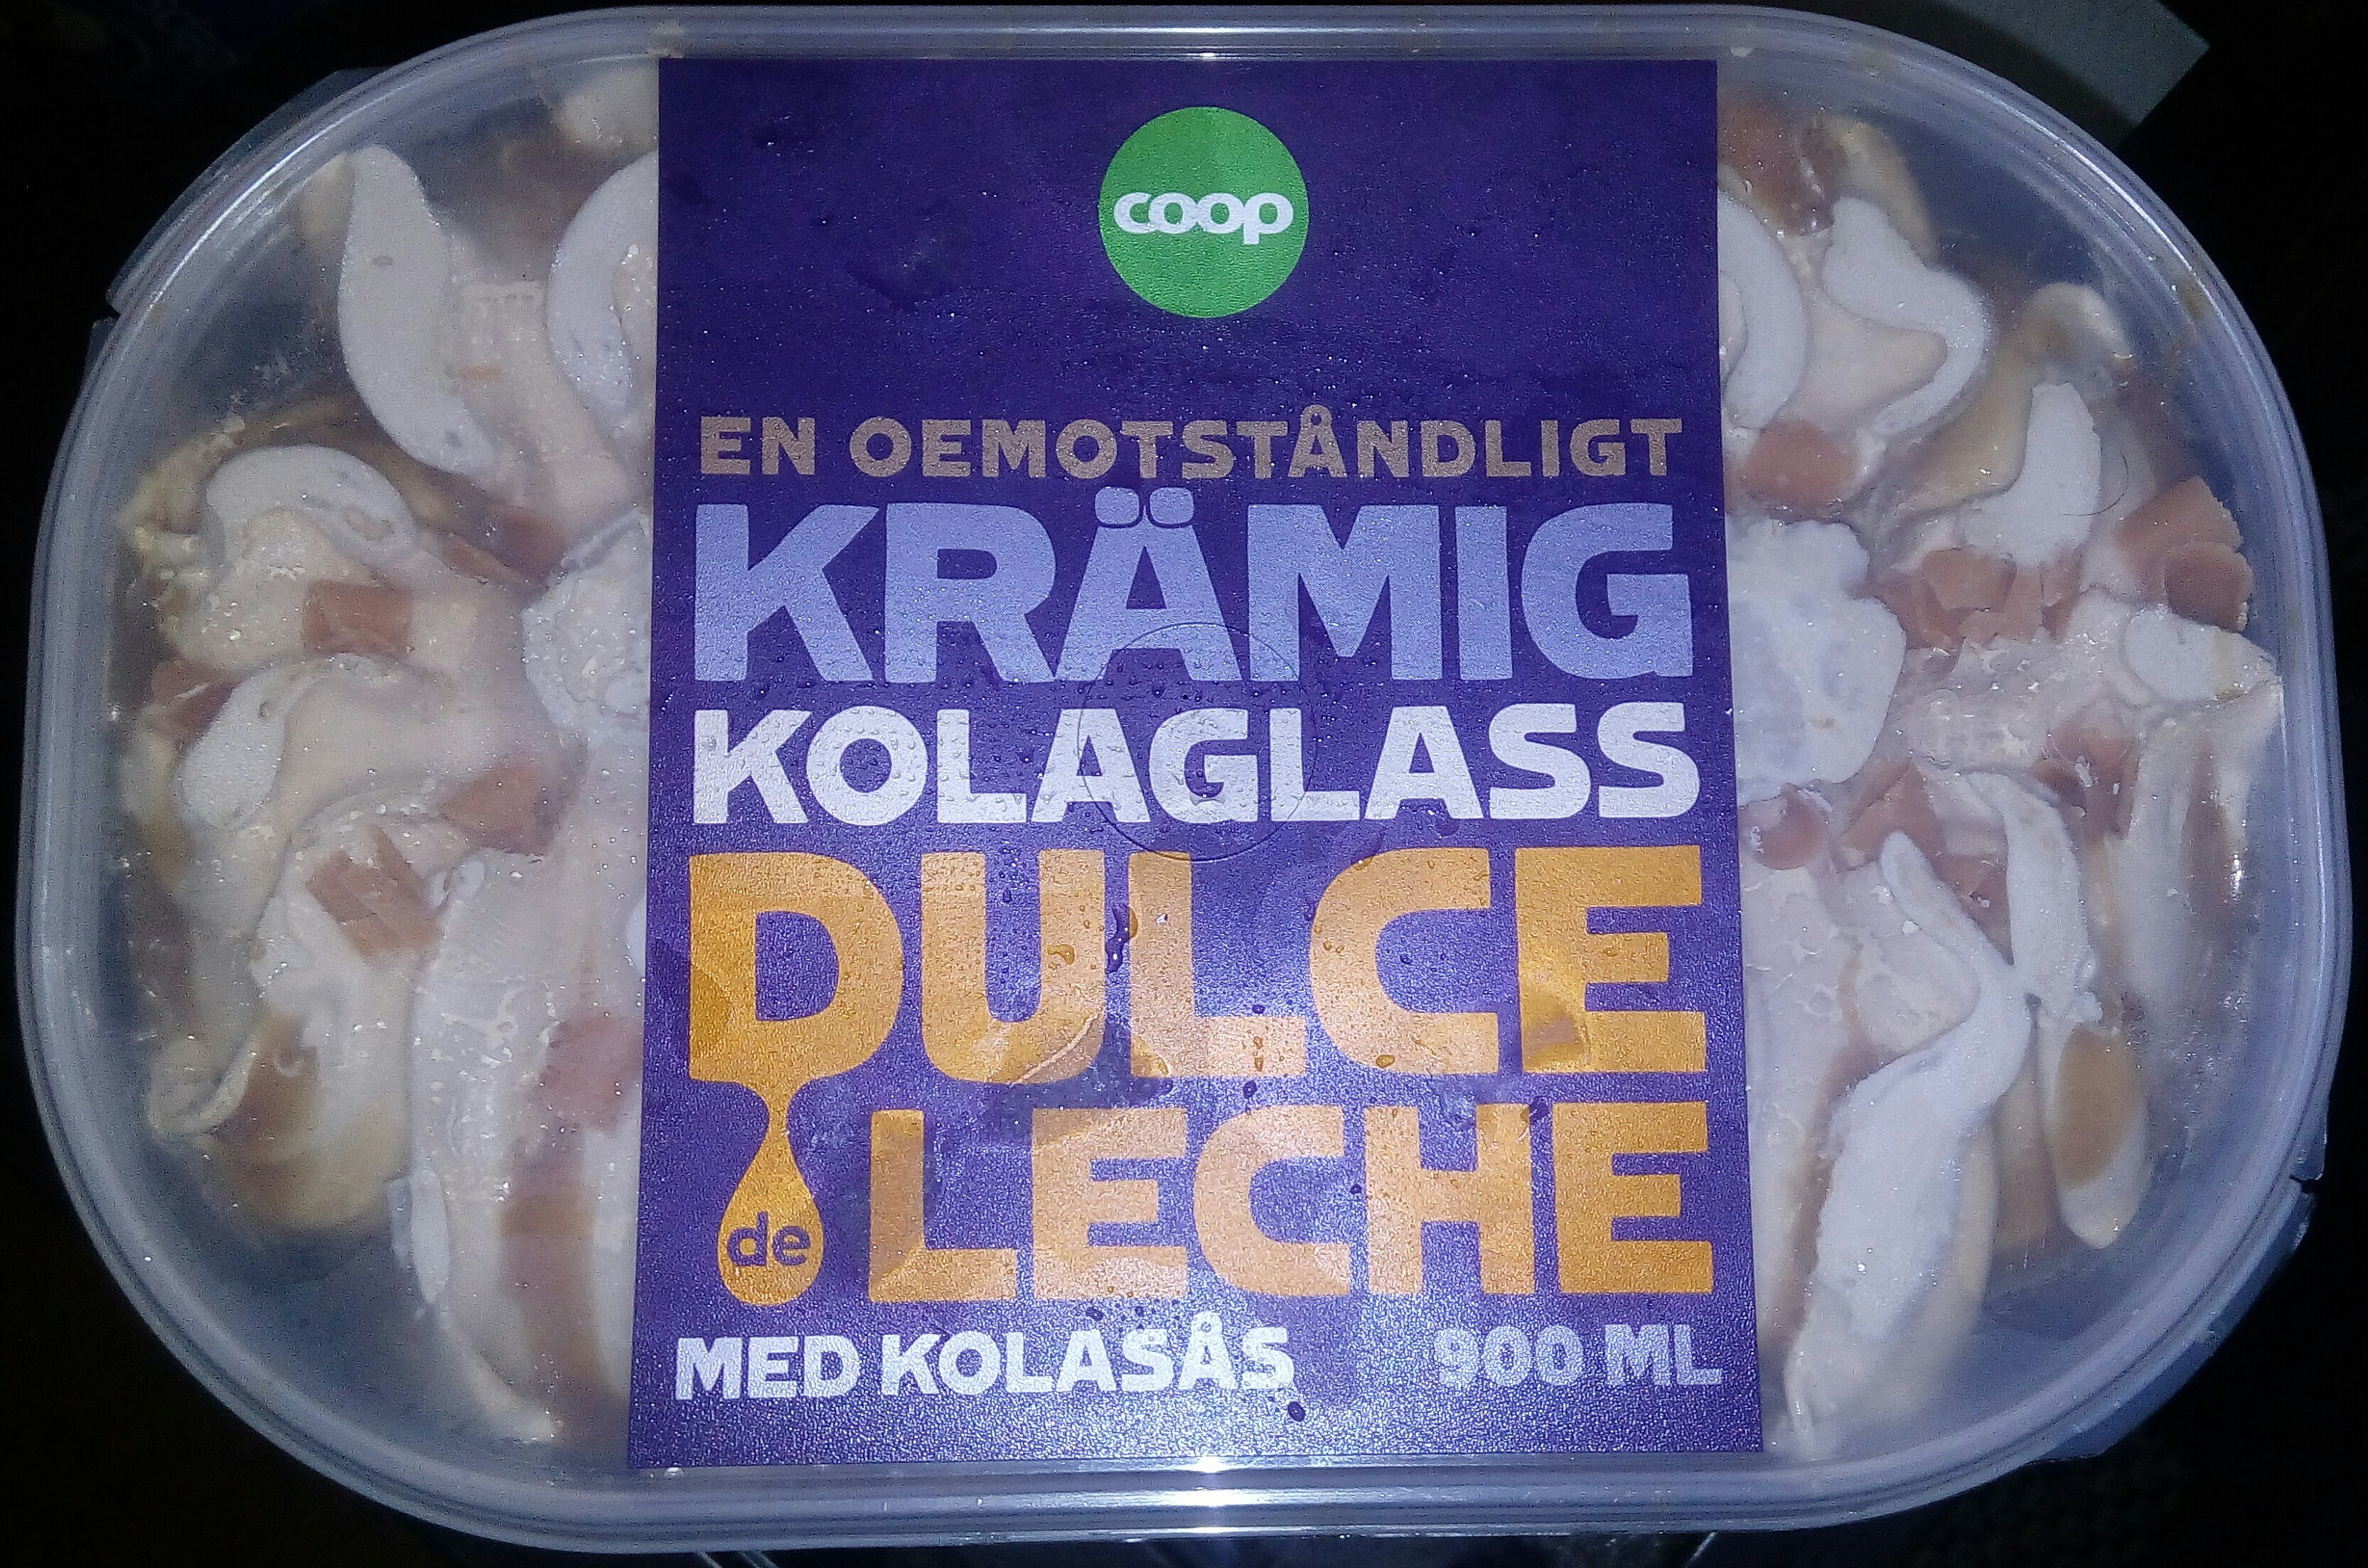 coop
EN OEMOTSTÅNDLIGT
KRÄMIG
KOLAGLASS
DULCE
de LECHE
MED KOLASÅS 900 ML